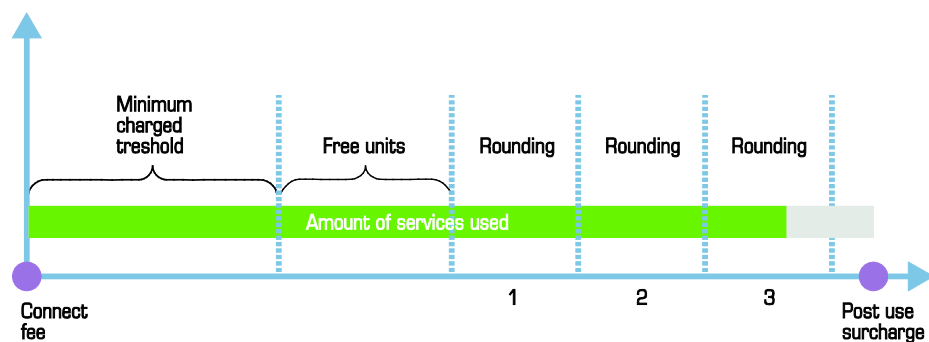 Minimum
charged
treshold
Free units
Rounding
Rounding
Rounding
Amount of services used
1
2
3
Connect
fee
Post use
surcharge